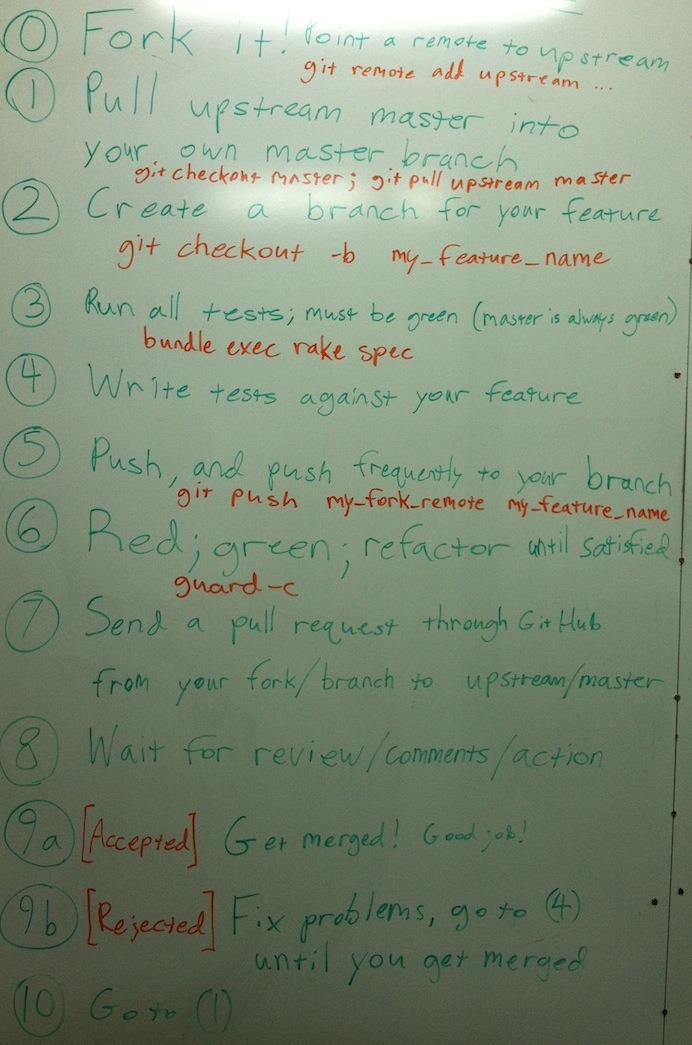 0 Fork it! Point a remote to upstream
git remote add upstream ...
1 Pull upstream master into
your own master branch
git checkout master; git pull upstream master
2 Create a branch for your feature
git checkout -b my_feature_name
3 Run all tests; must be green (master is always green)
bundle exec rake spec
4 Write tests against your feature
5 Push, and push frequently to your branch
git push my_fork_remote my_feature_name
6 Red; green; refactor until satisfied
guard -c
7 Send a pull request through GitHub
from your fork/branch to upstream/master
8 Wait for review/comments/action
9a [Accepted] Get merged! Good job!
9b [Rejected] Fix problems, go to (4)
until you get merged
10 Go to (1)